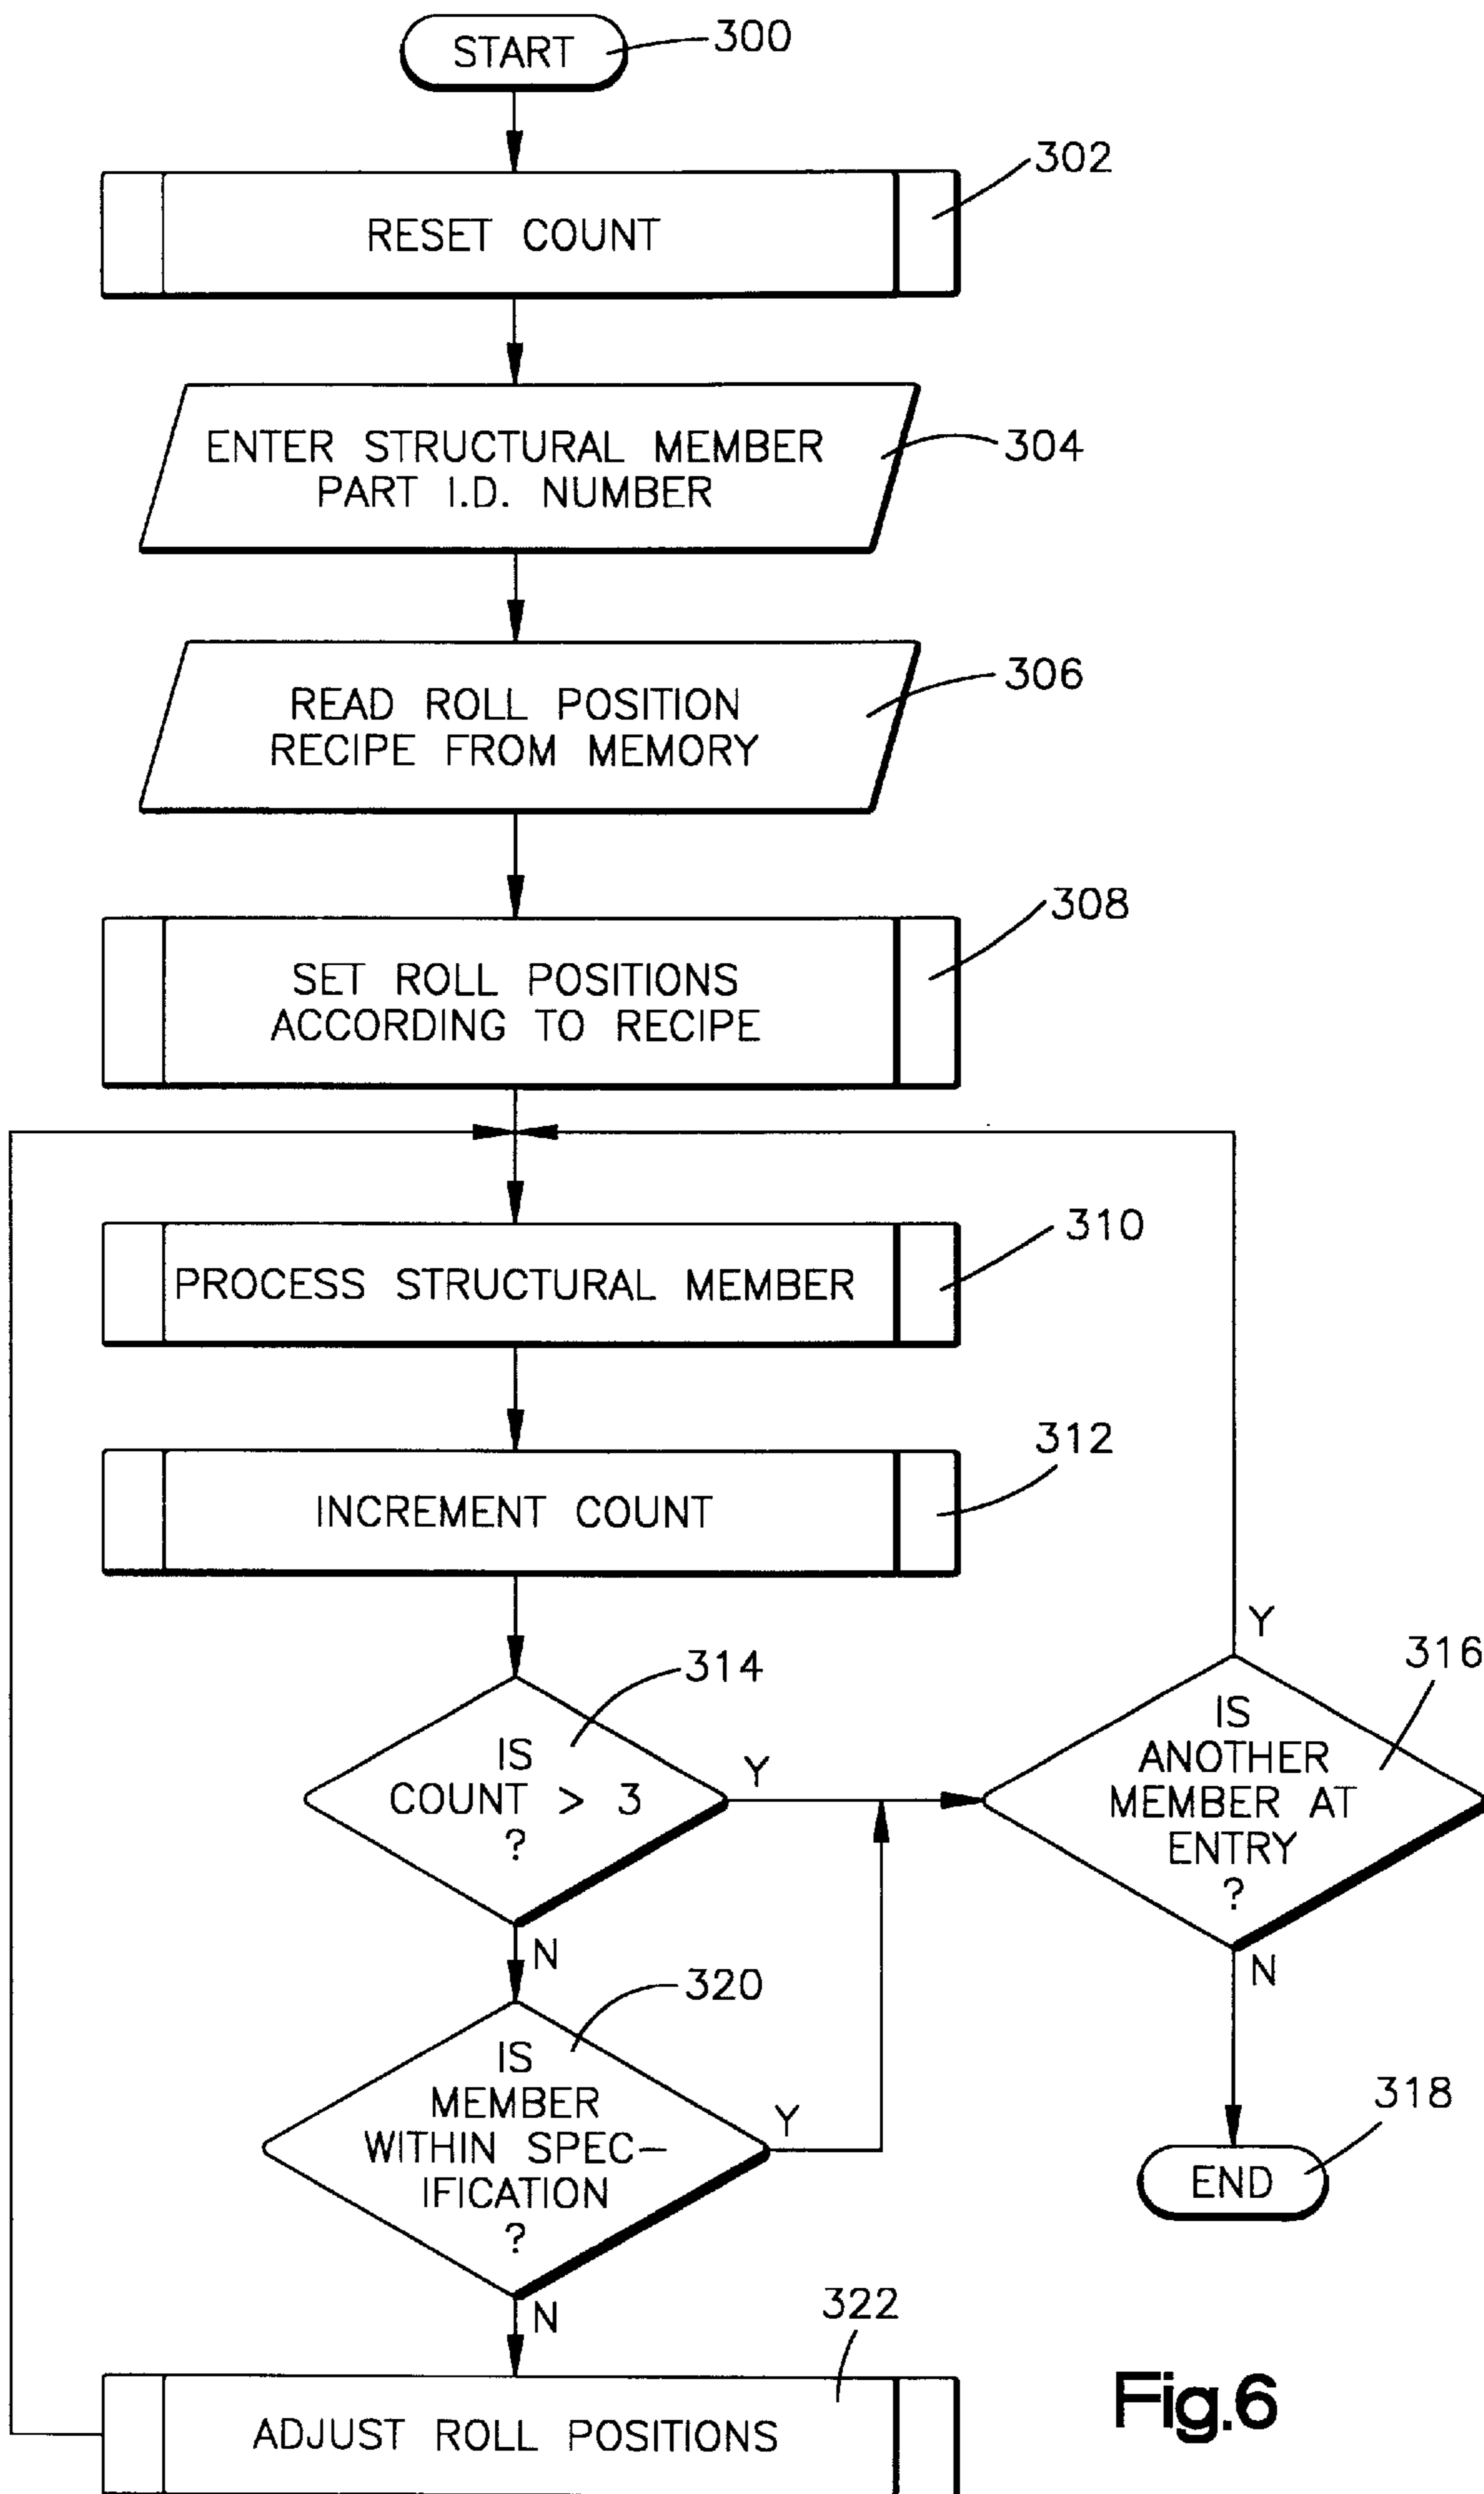 START
300
302
RESET COUNT
ENTER STRUCTURAL MEMBER
PART I.D. NUMBER
304
READ ROLL POSITION
RECIPE FROM MEMORY
306
308
SET ROLL POSITIONS
ACCORDING TO RECIPE
310
PROCESS STRUCTURAL MEMBER
312
INCREMENT COUNT
314
IS
COUNT > 3
?
Y
N
Y
316
IS
ANOTHER
MEMBER AT
ENTRY
?
N
320
IS
MEMBER
WITHIN SPEC-
IFICATION
?
Y
N
318
END
322
ADJUST ROLL POSITIONS
Fig.6